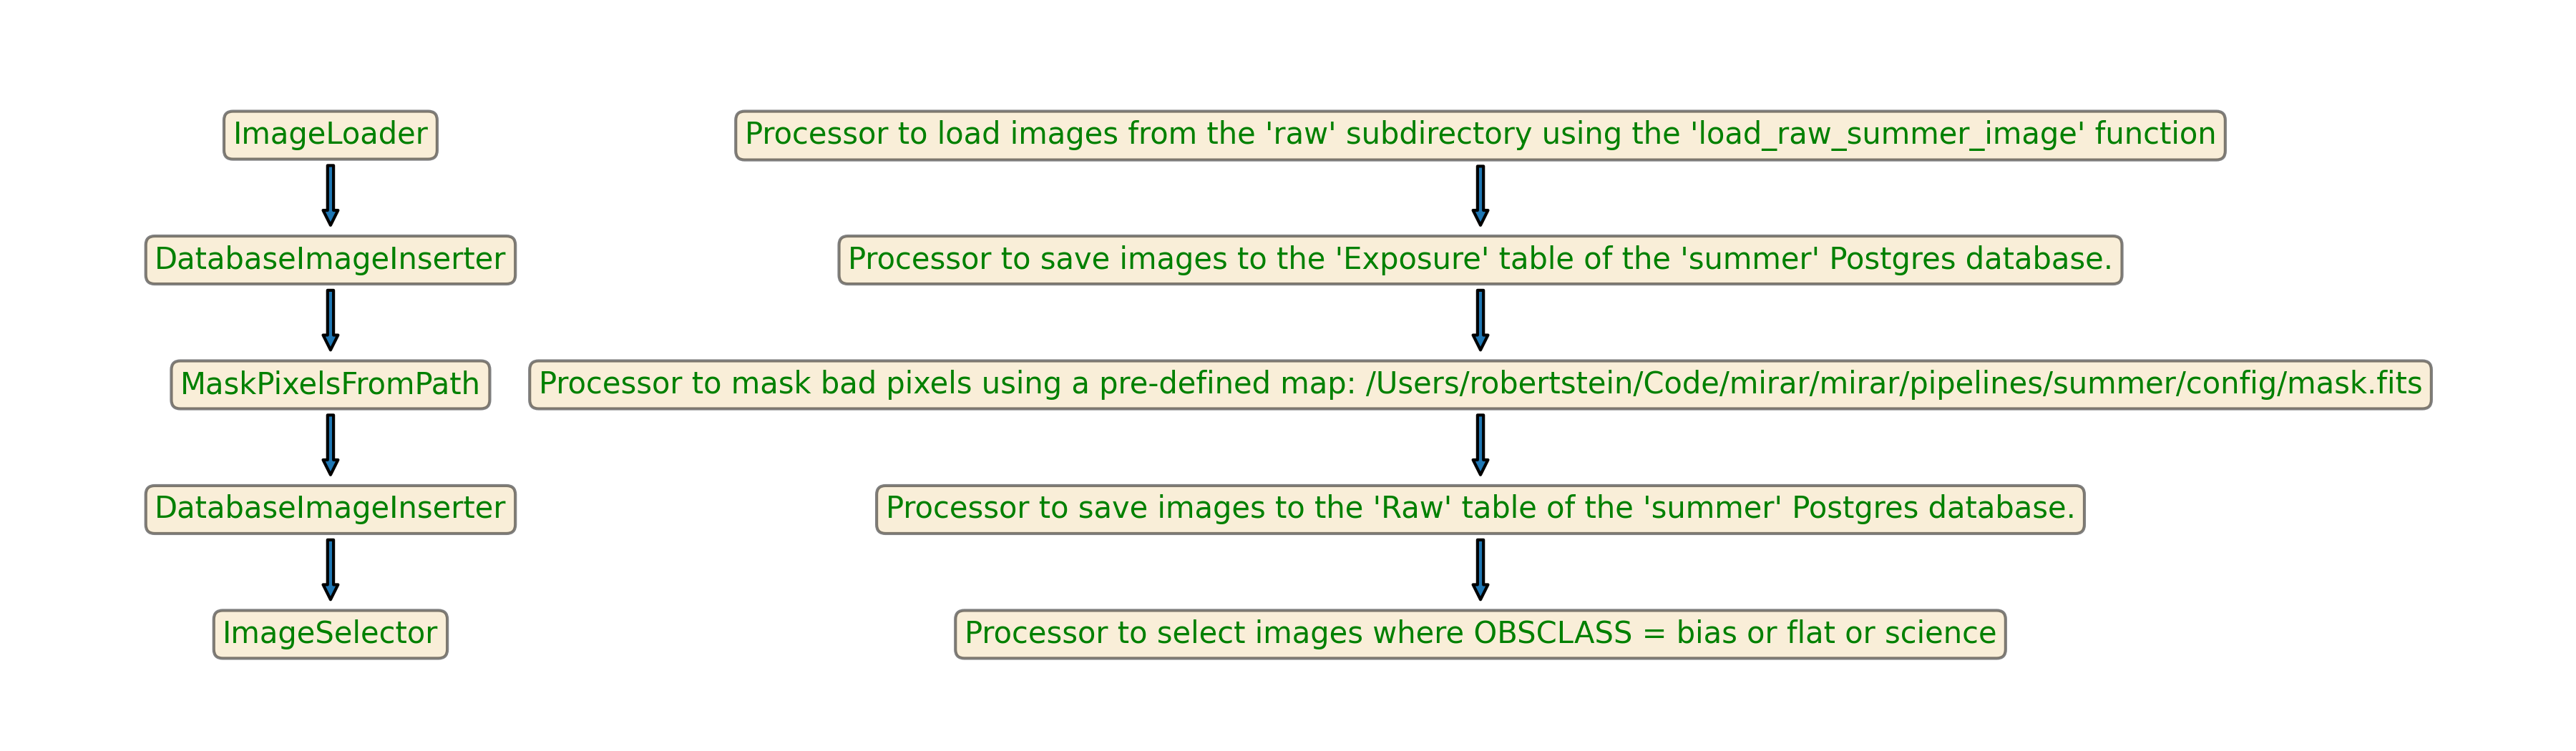 ImageLoader
Processor to load images from the 'raw' subdirectory using the 'load_raw_summer_image' function
DatabaseImageInserter
Processor to save images to the 'Exposure' table of the 'summer' Postgres database.
MaskPixelsFromPath
Processor to mask bad pixels using a pre-defined map: /Users/robertstein/Code/mirar/mirar/pipelines/summer/config/mask.fits
DatabaseImageInserter
Processor to save images to the 'Raw' table of the 'summer' Postgres database.
ImageSelector
Processor to select images where OBSCLASS = bias or flat or science